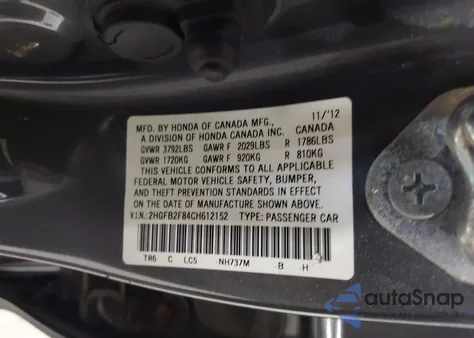 MFD. BY HONDA OF CANADA MFG., 11/'12
A DIVISION OF HONDA CANADA INC. CANADA
GVWR 3792LBS GAWR F 2029LBS R 1786LBS
GVWR 1720KG GAWR F 920KG R 810KG
THIS VEHICLE CONFORMS TO ALL APPLICABLE
FEDERAL MOTOR VEHICLE SAFETY, BUMPER,
AND THEFT PREVENTION STANDARDS IN EFFECT
ON THE DATE OF MANUFACTURE SHOWN ABOVE.
V.I.N.: 2HGFB2F84CH612152 TYPE: PASSENGER CAR
TR6 C LC5 NH737M B H
autaSnap